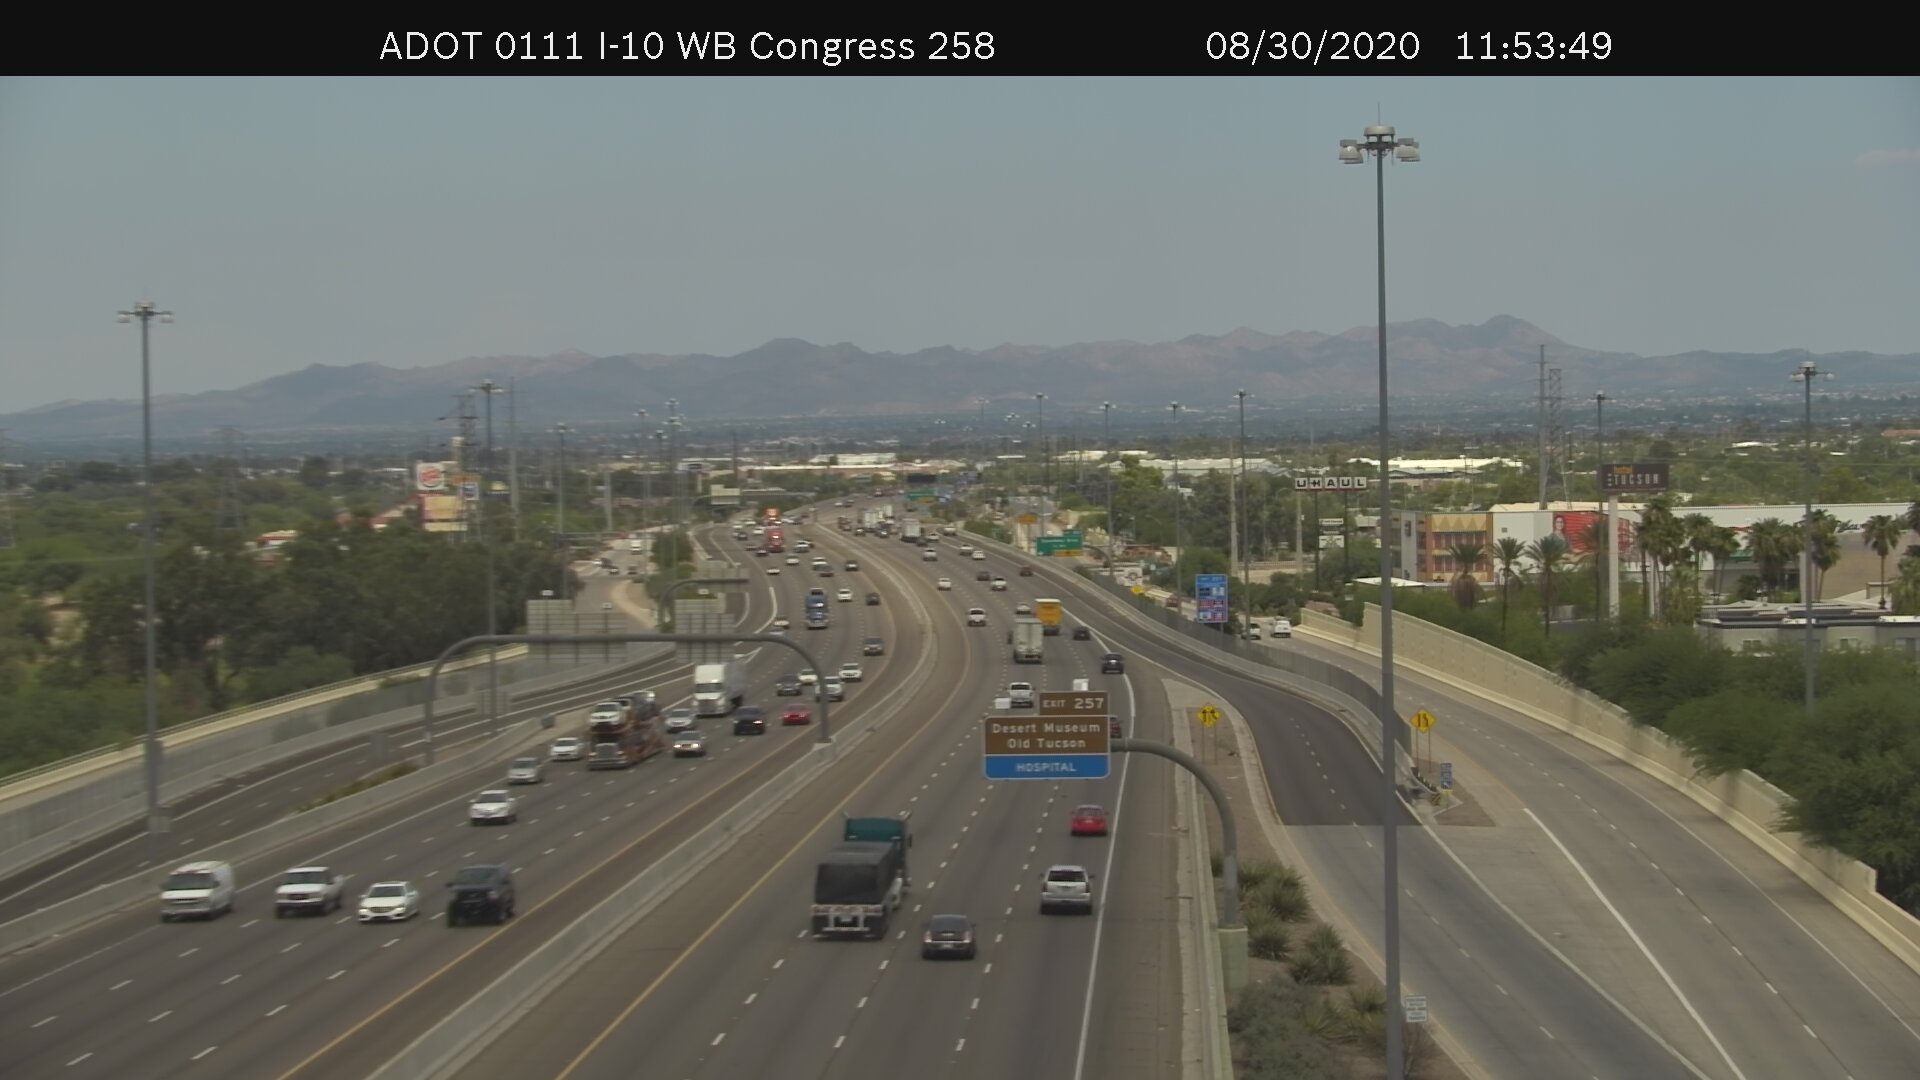 ADOT 0111 I-10 WB Congress 258 08/30/2020 11:53:49
U-HAUL
hotel
TUCSON
EXIT 257
Desert Museum
Old Tucson
HOSPITAL